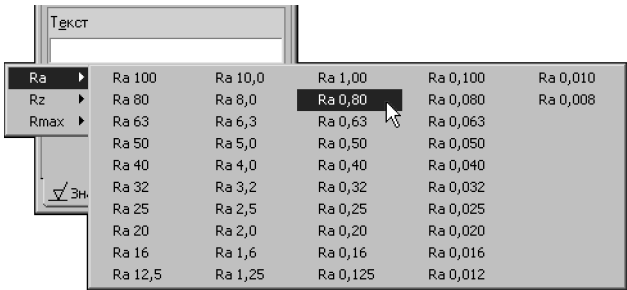 Текст
Ra
Rz
Rmax
Ra 100 Ra 10,0 Ra 1,00 Ra 0,100 Ra 0,010
Ra 80 Ra 8,0 Ra 0,80 Ra 0,080 Ra 0,008
Ra 63 Ra 6,3 Ra 0,63 Ra 0,063
Ra 50 Ra 5,0 Ra 0,50 Ra 0,050
Ra 40 Ra 4,0 Ra 0,40 Ra 0,040
Ra 32 Ra 3,2 Ra 0,32 Ra 0,032
Ra 25 Ra 2,5 Ra 0,25 Ra 0,025
Ra 20 Ra 2,0 Ra 0,20 Ra 0,020
Ra 16 Ra 1,6 Ra 0,16 Ra 0,016
Ra 12,5 Ra 1,25 Ra 0,125 Ra 0,012